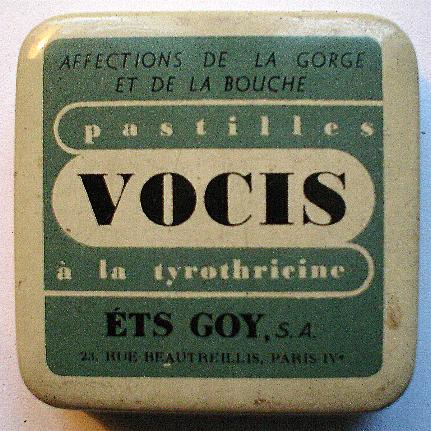 AFFECTIONS DE LA GORGE
ET DE LA BOUCHE
pastilles
VOCIS
à la tyrothricine
ÉTS GOY, S.A.
23, RUE BEAUTREILLIS, PARIS IVe